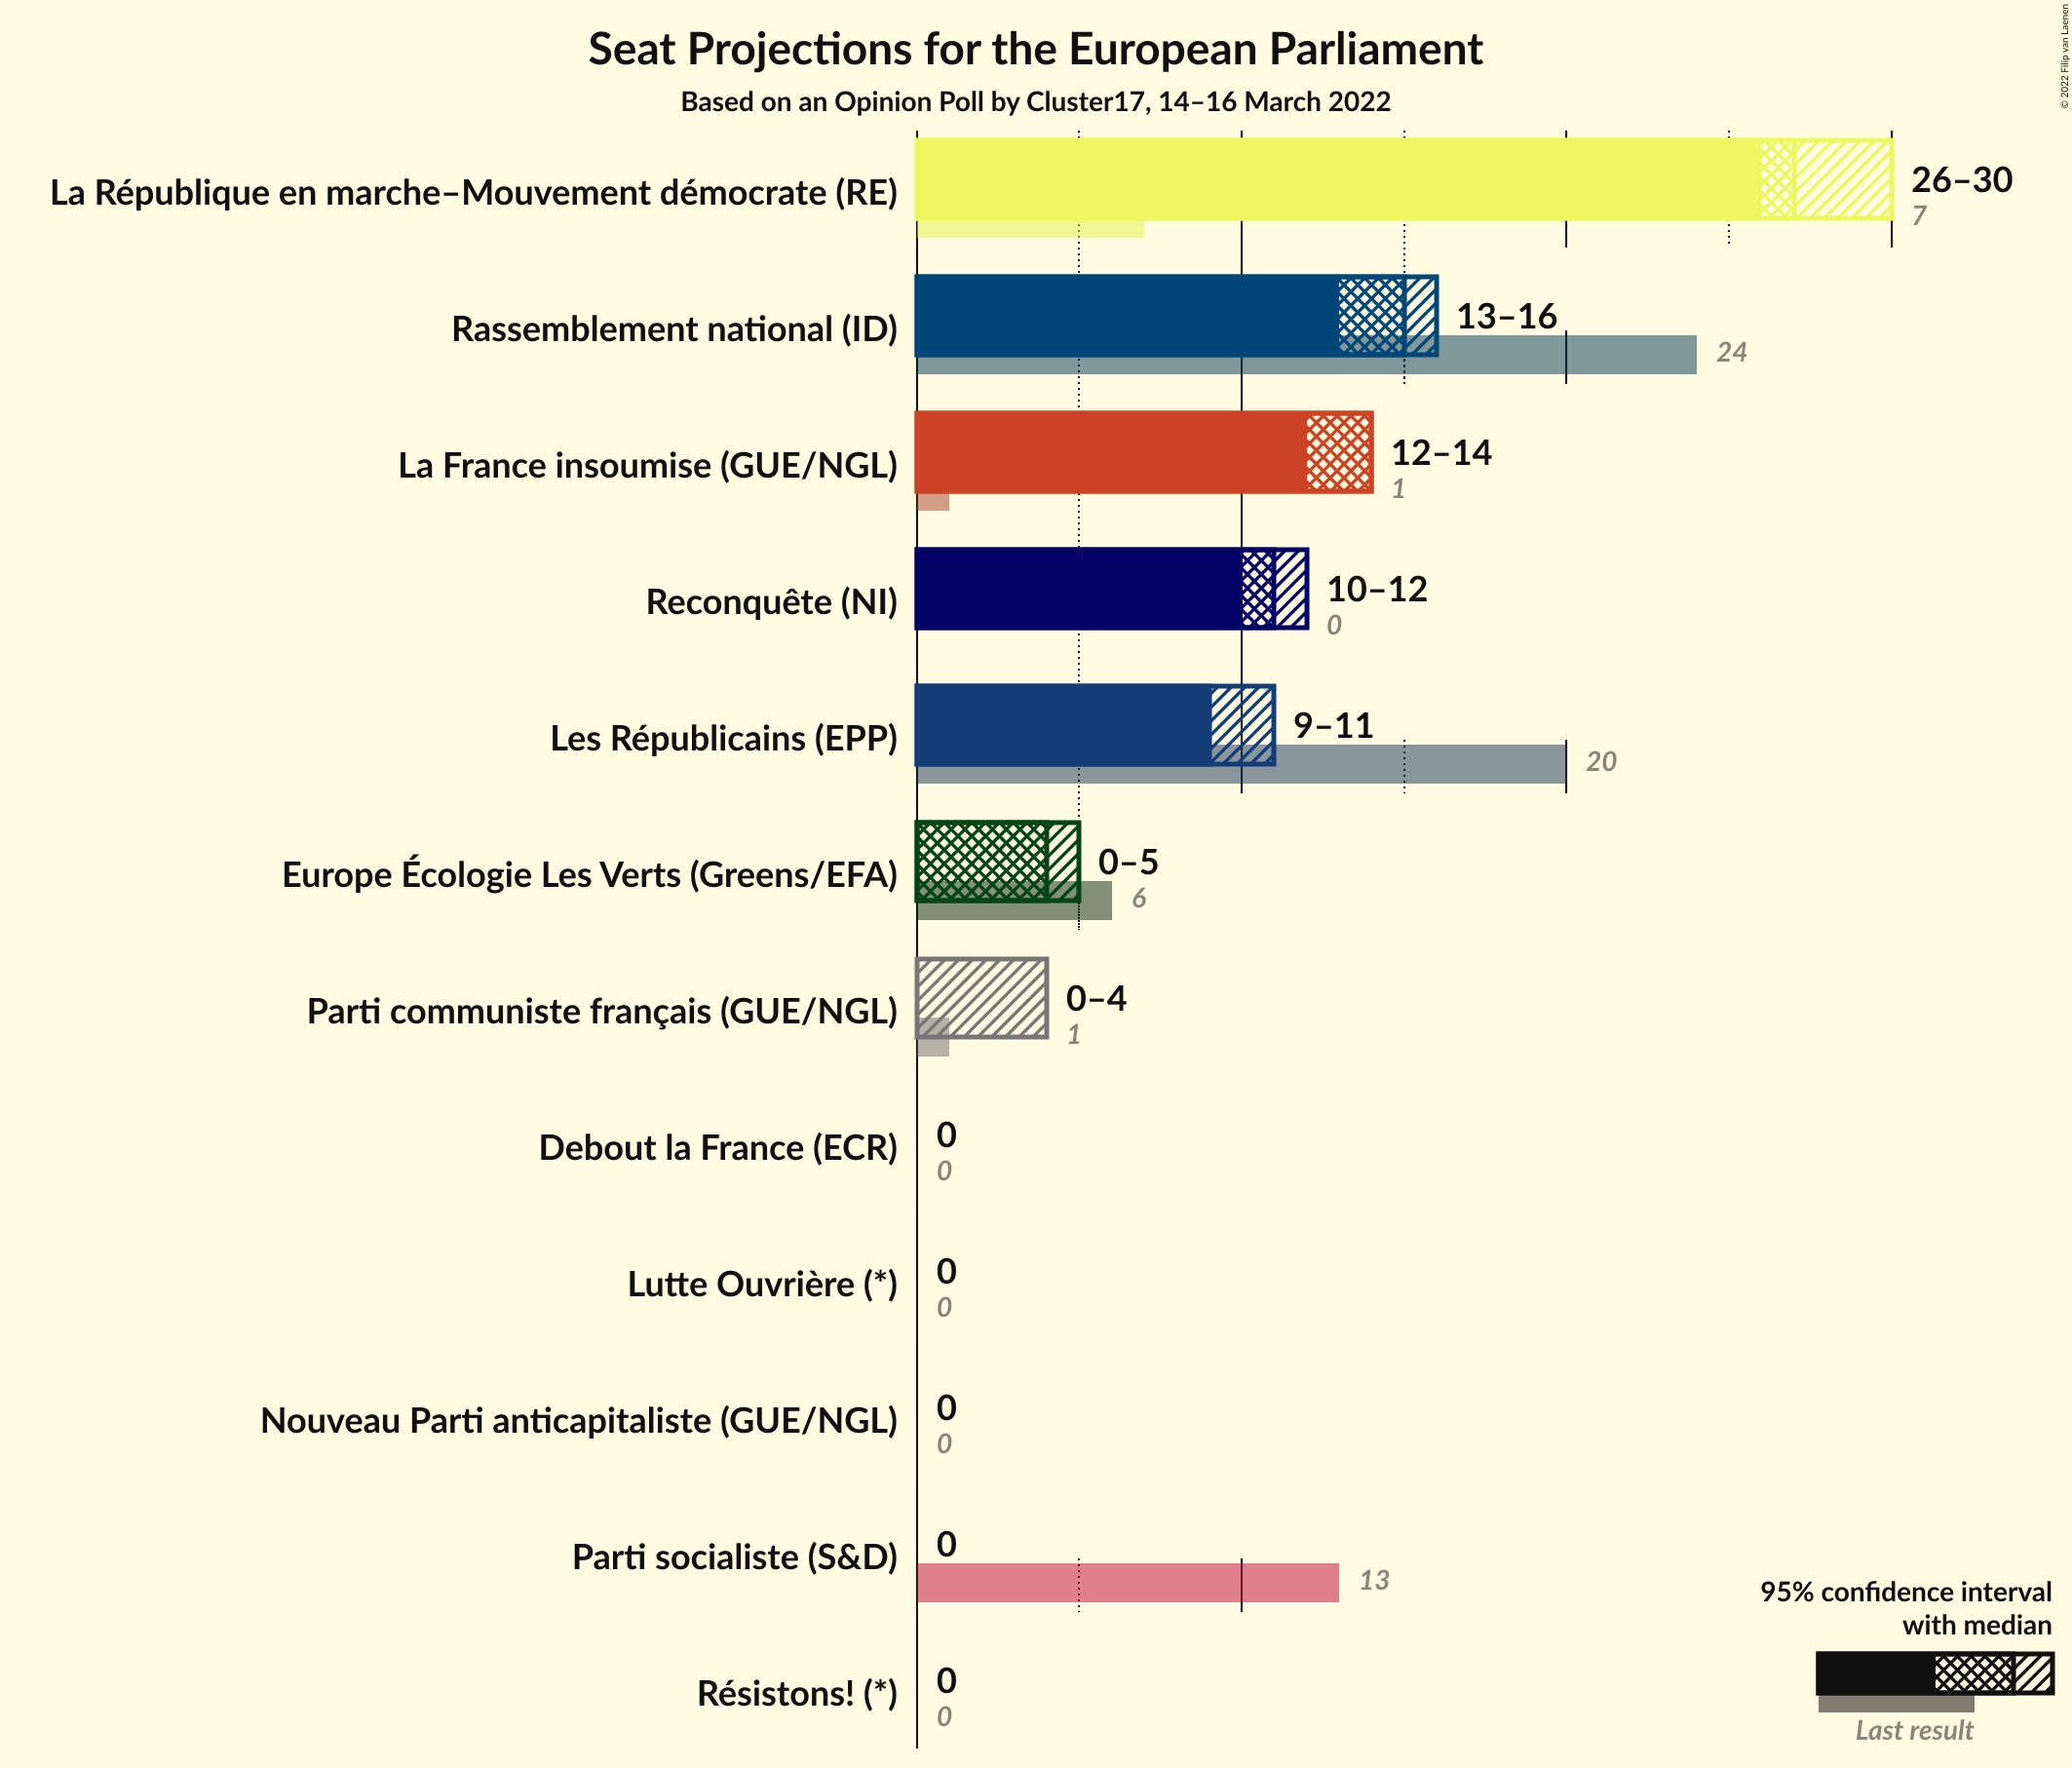 Seat Projections for the European Parliament
Based on an Opinion Poll by Cluster17, 14–16 March 2022
© 2022 Filip van Laenen
La République en marche–Mouvement démocrate (RE)
26–30
7
Rassemblement national (ID)
13–16
24
La France insoumise (GUE/NGL)
12–14
1
Reconquête (NI)
10–12
0
Les Républicains (EPP)
9–11
20
Europe Écologie Les Verts (Greens/EFA)
0–5
6
Parti communiste français (GUE/NGL)
0–4
1
Debout la France (ECR)
0
0
Lutte Ouvrière (*)
0
0
Nouveau Parti anticapitaliste (GUE/NGL)
0
0
Parti socialiste (S&D)
0
13
Résistons! (*)
0
0
95% confidence interval
with median
Last result